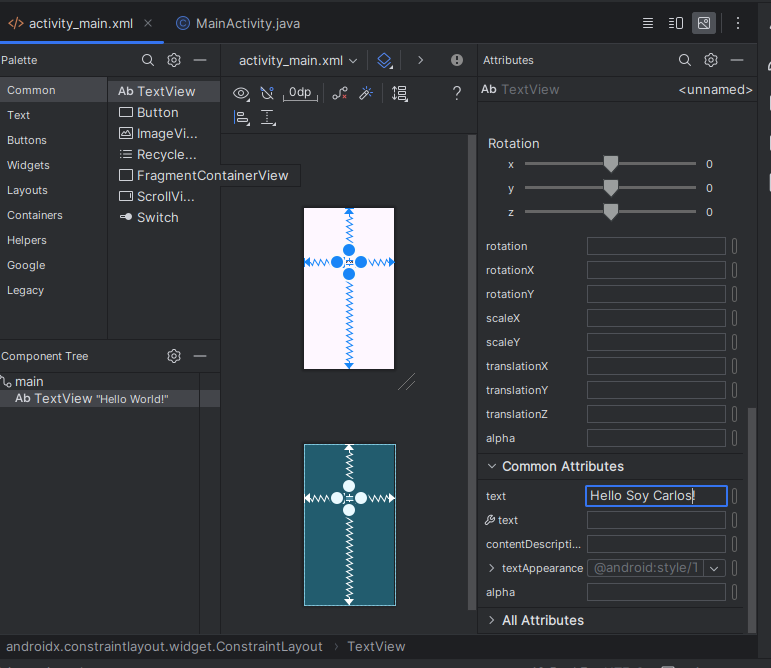 activity_main.xml
MainActivity.java
Palette
activity_main.xml
Attributes
Common
Text
Buttons
Widgets
Layouts
Containers
Helpers
Google
Legacy
Ab TextView
Button
ImageVi...
Recycle...
FragmentContainerView
ScrollVi...
Switch
0dp
?
Ab TextView
<unnamed>
Rotation
x 0
y 0
z 0
rotation
rotationX
rotationY
scaleX
scaleY
translationX
translationY
translationZ
alpha
Common Attributes
text Hello Soy Carlos!
text
contentDescripti...
textAppearance @android:style/T
alpha
All Attributes
Component Tree
main
Ab TextView "Hello World!"
androidx.constraintlayout.widget.ConstraintLayout > TextView